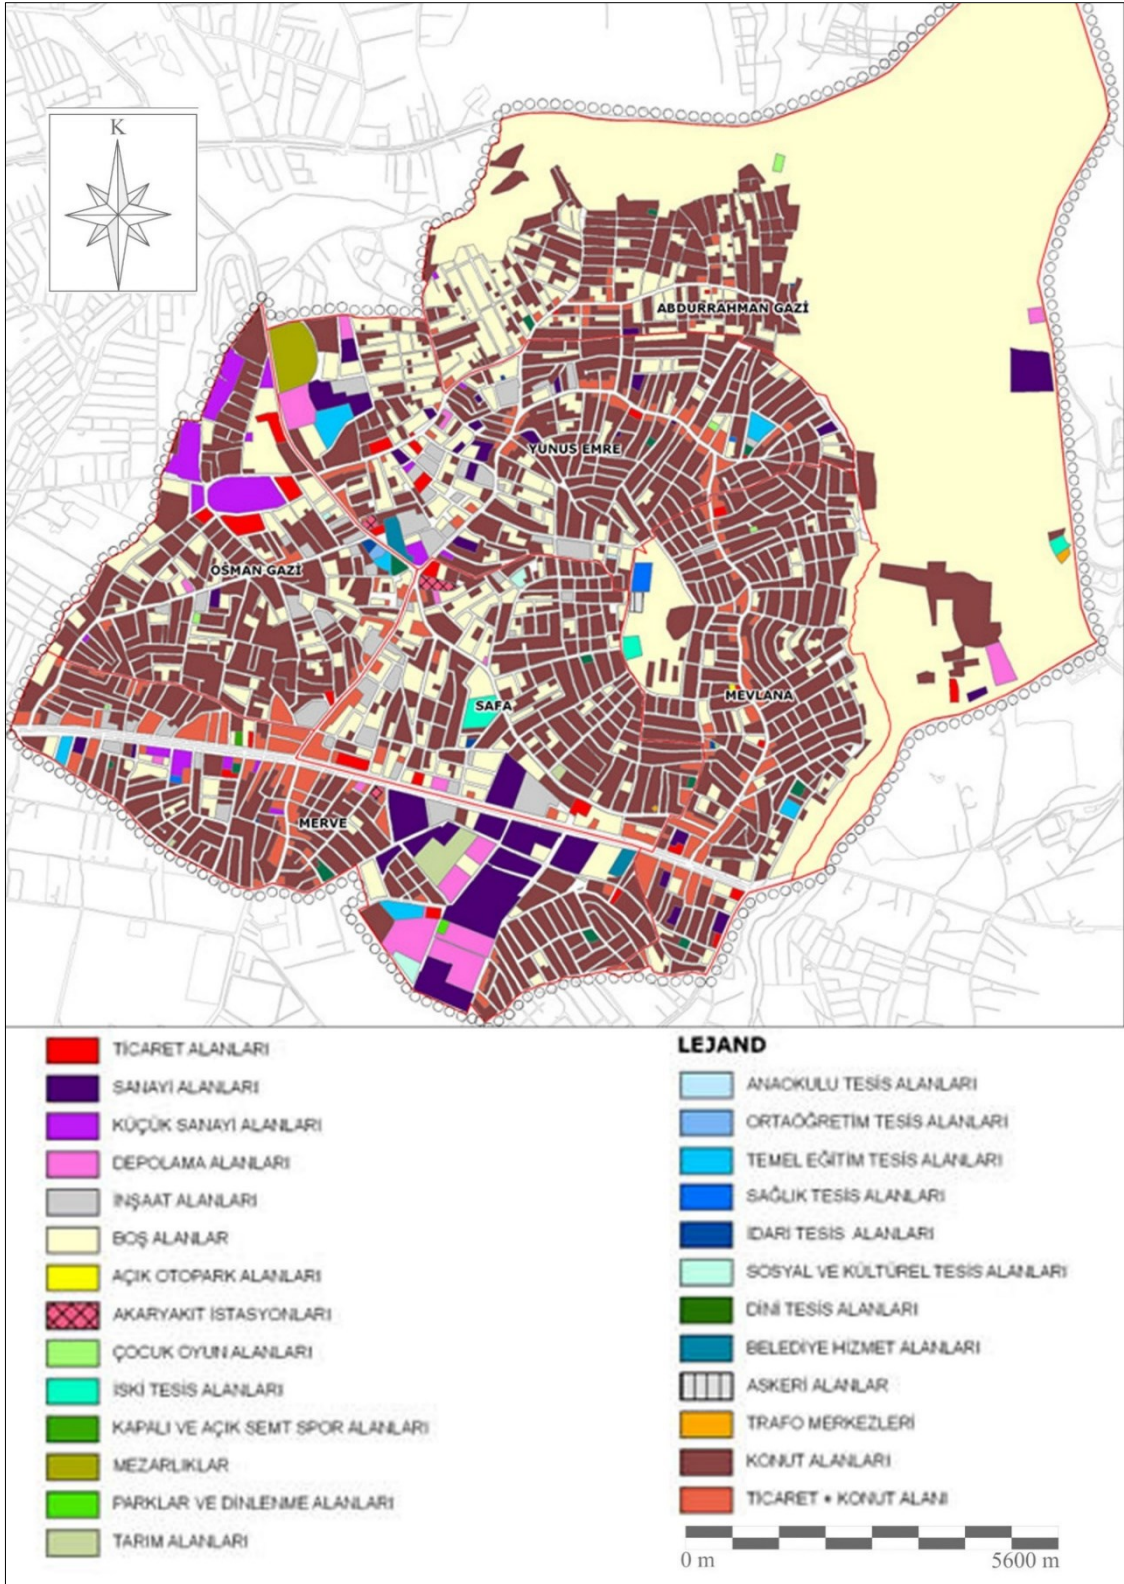 K
ABDURRAHMAN GAZİ
YUNUS EMRE
OSMAN GAZİ
MEVLANA
SAFA
MERVE
TİCARET ALANLARI
SANAYİ ALANLARI
KÜÇÜK SANAYİ ALANLARI
DEPOLAMA ALANLARI
İNŞAAT ALANLARI
BOŞ ALANLAR
AÇIK OTOPARK ALANLARI
AKARYAKIT İSTASYONLARI
ÇOCUK OYUN ALANLARI
İSKİ TESİS ALANLARI
KAPALI VE AÇIK SEMT SPOR ALANLARI
MEZARLIKLAR
PARKLAR VE DİNLENME ALANLARI
TARIM ALANLARI
LEJAND
ANAOKULU TESİS ALANLARI
ORTAÖĞRETİM TESİS ALANLARI
TEMEL EĞİTİM TESİS ALANLARI
SAĞLIK TESİS ALANLARI
İDARİ TESİS ALANLARI
SOSYAL VE KÜLTÜREL TESİS ALANLARI
DİNİ TESİS ALANLARI
BELEDİYE HİZMET ALANLARI
ASKERİ ALANLAR
TRAFO MERKEZLERİ
KONUT ALANLARI
TİCARET + KONUT ALANI
0 m 5600 m